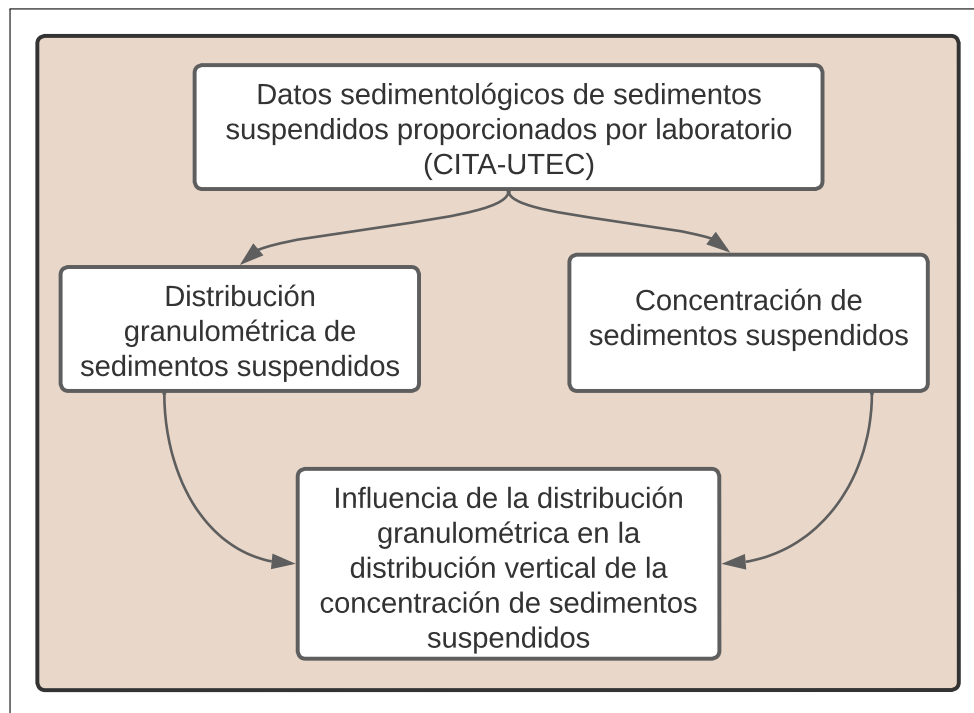 Datos sedimentológicos de sedimentos
suspendidos proporcionados por laboratorio
(CITA-UTEC)
Distribución
granulométrica de
sedimentos suspendidos
Concentración de
sedimentos suspendidos
Influencia de la distribución
granulométrica en la
distribución vertical de la
concentración de sedimentos
suspendidos